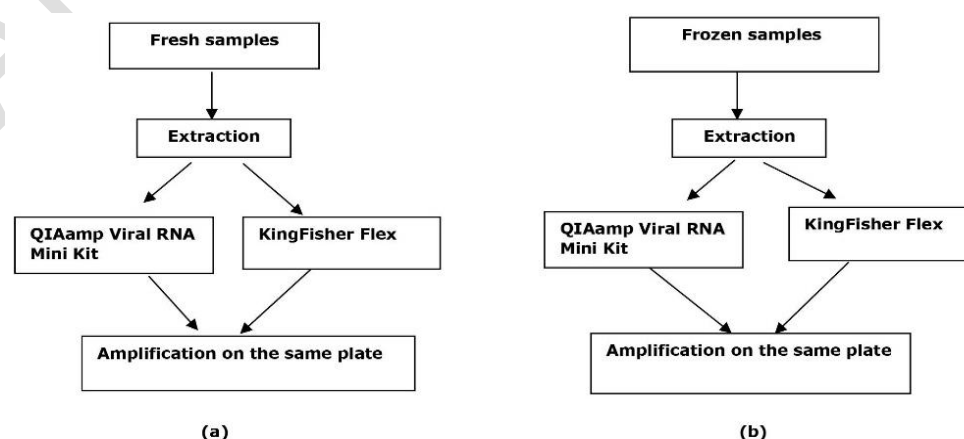 Fresh samples
Extraction
QIAamp Viral RNA
Mini Kit
KingFisher Flex
Amplification on the same plate
(a)
Frozen samples
Extraction
QIAamp Viral RNA
Mini Kit
KingFisher Flex
Amplification on the same plate
(b)